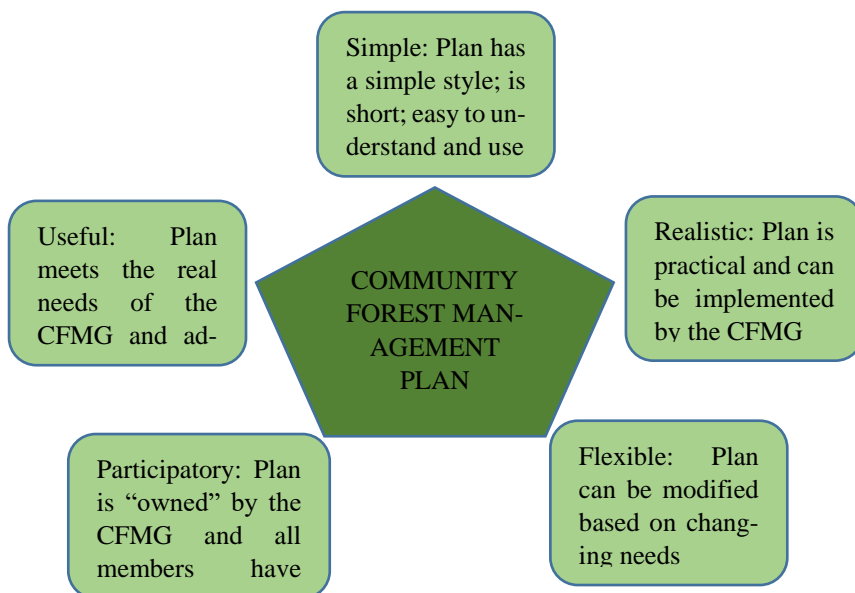 Simple: Plan has
a simple style; is
short; easy to un-
derstand and use
Useful: Plan
meets the real
needs of the
CFMG and ad-
Realistic: Plan is
practical and can
be implemented
by the CFMG
COMMUNITY
FOREST MAN-
AGEMENT
PLAN
Participatory: Plan
is “owned” by the
CFMG and all
members have
Flexible: Plan
can be modified
based on chang-
ing needs